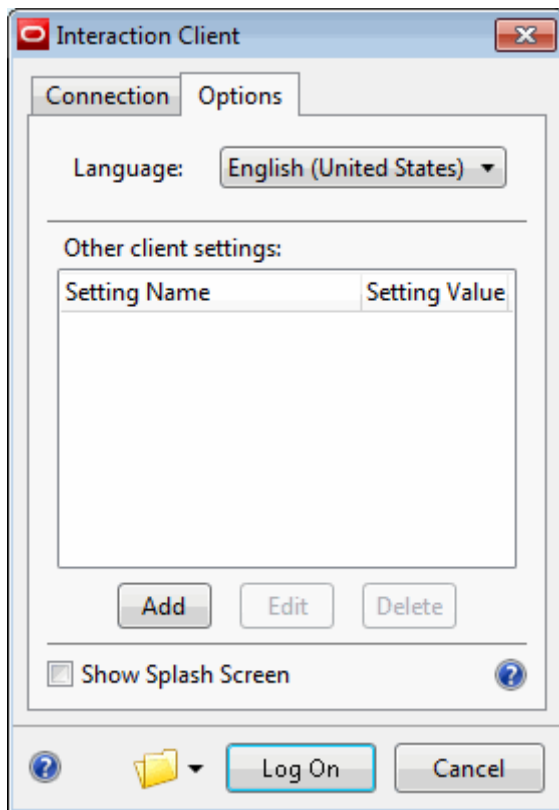 Interaction Client
Connection Options
Language: English (United States)
Other client settings:
Setting Name Setting Value
Add Edit Delete
Show Splash Screen ?
? Log On Cancel